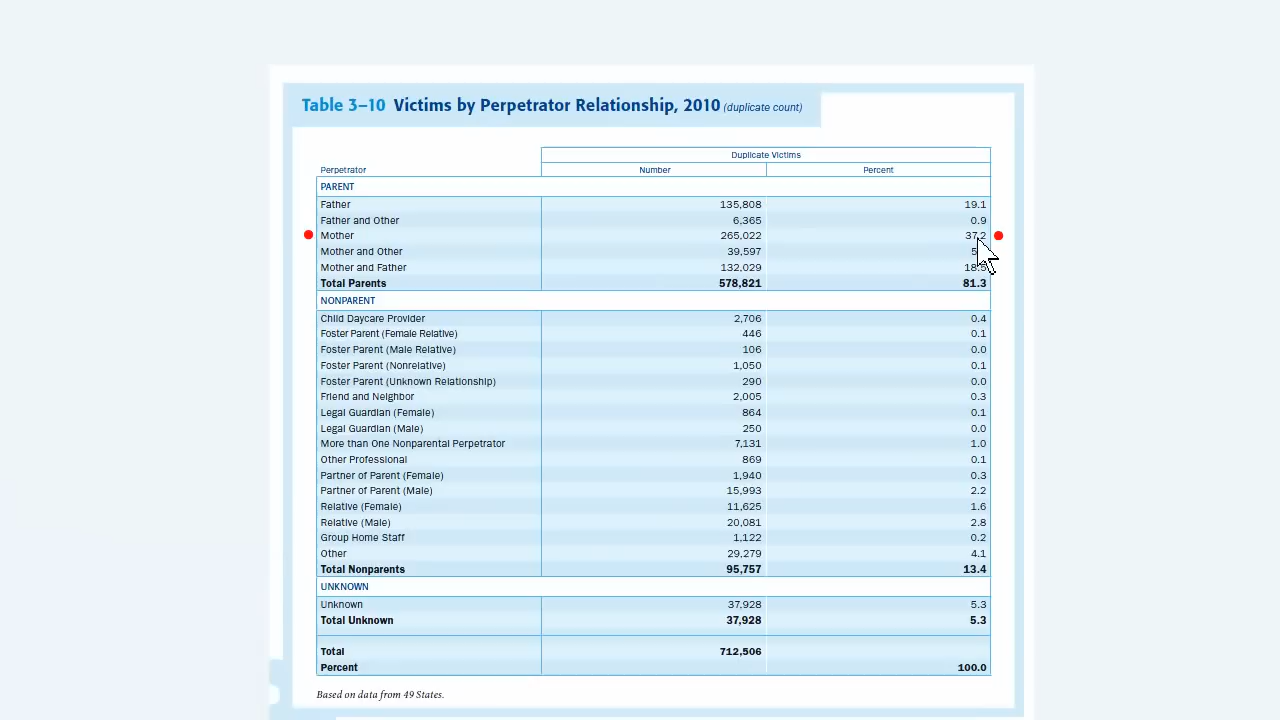 Table 3–10 Victims by Perpetrator Relationship, 2010 (duplicate count)
Duplicate Victims
Perpetrator Number Percent
PARENT
Father 135,808 19.1
Father and Other 6,365 0.9
Mother 265,022 37.2
Mother and Other 39,597 5
Mother and Father 132,029 18.5
Total Parents 578,821 81.3
NONPARENT
Child Daycare Provider 2,706 0.4
Foster Parent (Female Relative) 446 0.1
Foster Parent (Male Relative) 106 0.0
Foster Parent (Nonrelative) 1,050 0.1
Foster Parent (Unknown Relationship) 290 0.0
Friend and Neighbor 2,005 0.3
Legal Guardian (Female) 864 0.1
Legal Guardian (Male) 250 0.0
More than One Nonparental Perpetrator 7,131 1.0
Other Professional 869 0.1
Partner of Parent (Female) 1,940 0.3
Partner of Parent (Male) 15,993 2.2
Relative (Female) 11,625 1.6
Relative (Male) 20,081 2.8
Group Home Staff 1,122 0.2
Other 29,279 4.1
Total Nonparents 95,757 13.4
UNKNOWN
Unknown 37,928 5.3
Total Unknown 37,928 5.3
Total 712,506
Percent 100.0
Based on data from 49 States.